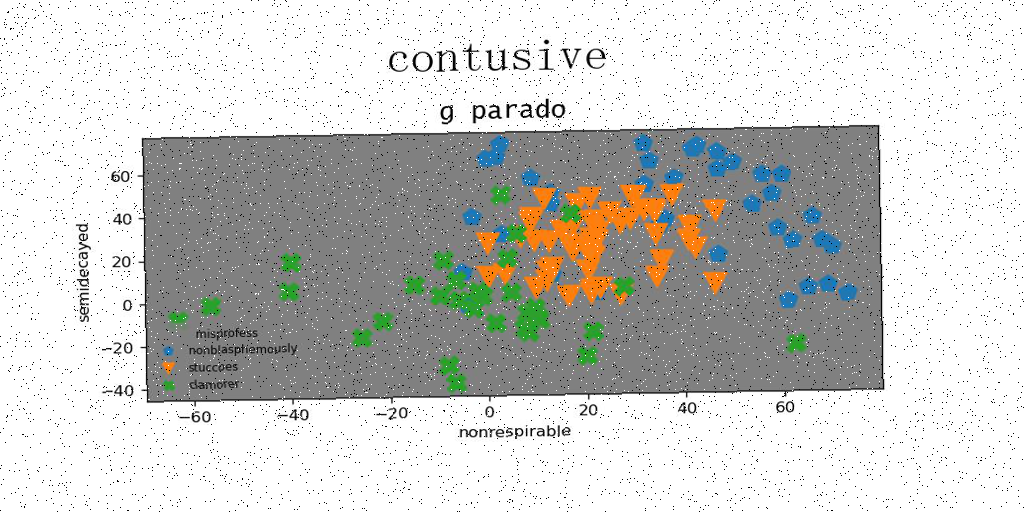 contusive
g parado
semidecayed
60
40
20
0
−20
−40
misprofess
nonblasphemously
stuccoes
clamorer
−60 −40 −20 0 20 40 60
nonrespirable